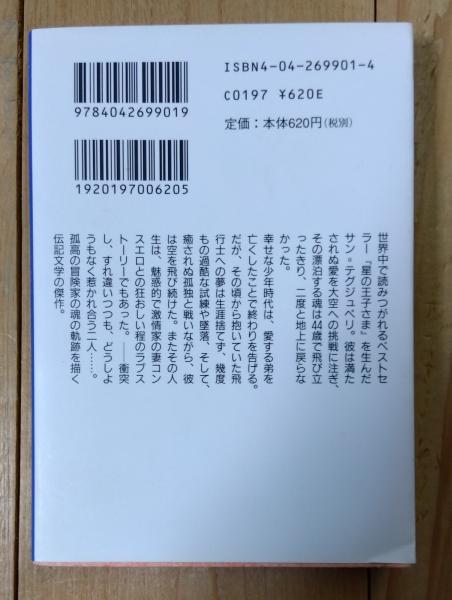 ISBN4-04-269901-4
C0197 ¥620E
定価：本体620円(税別)
9784042699019
1920197006205
世界中で読みつがれるベストセ
ラー『星の王子さま』を生んだ
サン＝テグジュペリ。彼は満た
されぬ愛を大空への挑戦に注ぎ、
その漂泊する魂は44歳で飛び立
ったきり、二度と地上に戻らな
かった。
幸せな少年時代は、愛する弟を
亡くしたことで終わりを告げる。
だが、その頃から抱いていた飛
行士への夢は生涯捨てず、幾度
もの過酷な試練や墜落、そして、
癒されぬ孤独と戦いながら、彼
は空を飛び続けた。またその人
生は、魅惑的で激情家の妻コン
スエロとの狂おしい程のラブス
トーリーでもあった。――衝突
し、すれ違いつつも、どうしよ
うもなく惹かれ合う二人……。
孤高の冒険家の魂の軌跡を描く
伝記文学の傑作。